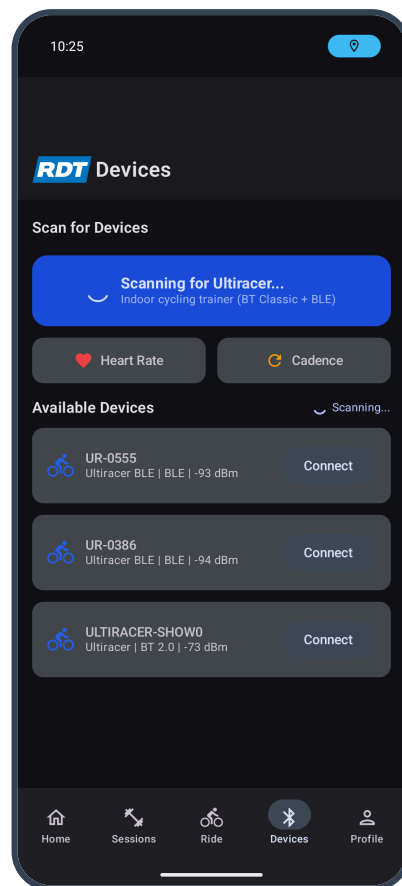 10:25
RDT Devices
Scan for Devices
Scanning for Ultiracer...
Indoor cycling trainer (BT Classic + BLE)
Heart Rate
Cadence
Available Devices
Scanning...
UR-0555
Ultiracer BLE | BLE | -93 dBm
Connect
UR-0386
Ultiracer BLE | BLE | -94 dBm
Connect
ULTIRACER-SHOW0
Ultiracer | BT 2.0 | -73 dBm
Connect
Home
Sessions
Ride
Devices
Profile